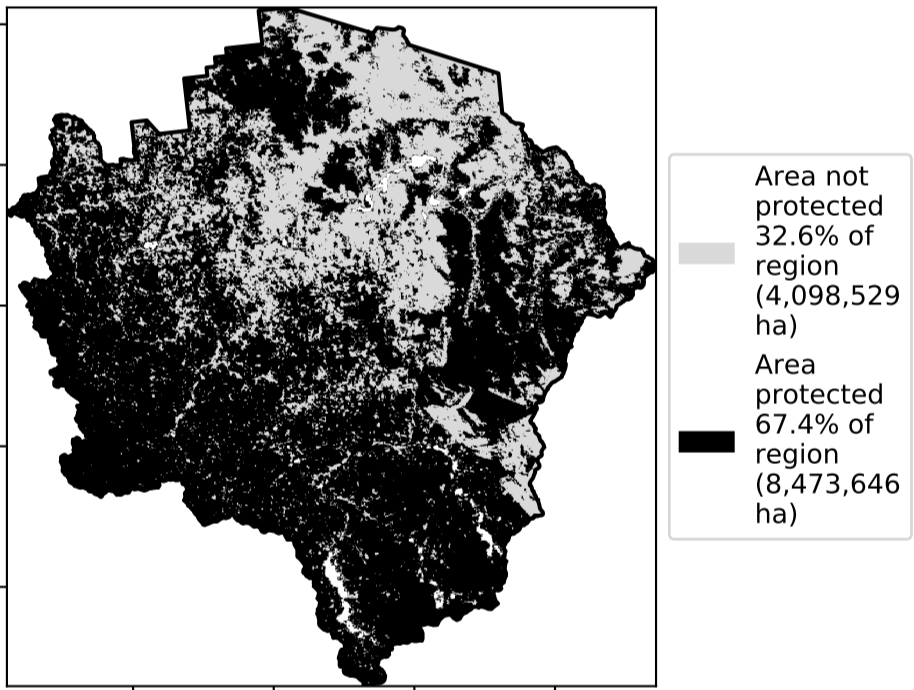 Area not
protected
32.6% of
region
(4,098,529
ha)
Area
protected
67.4% of
region
(8,473,646
ha)